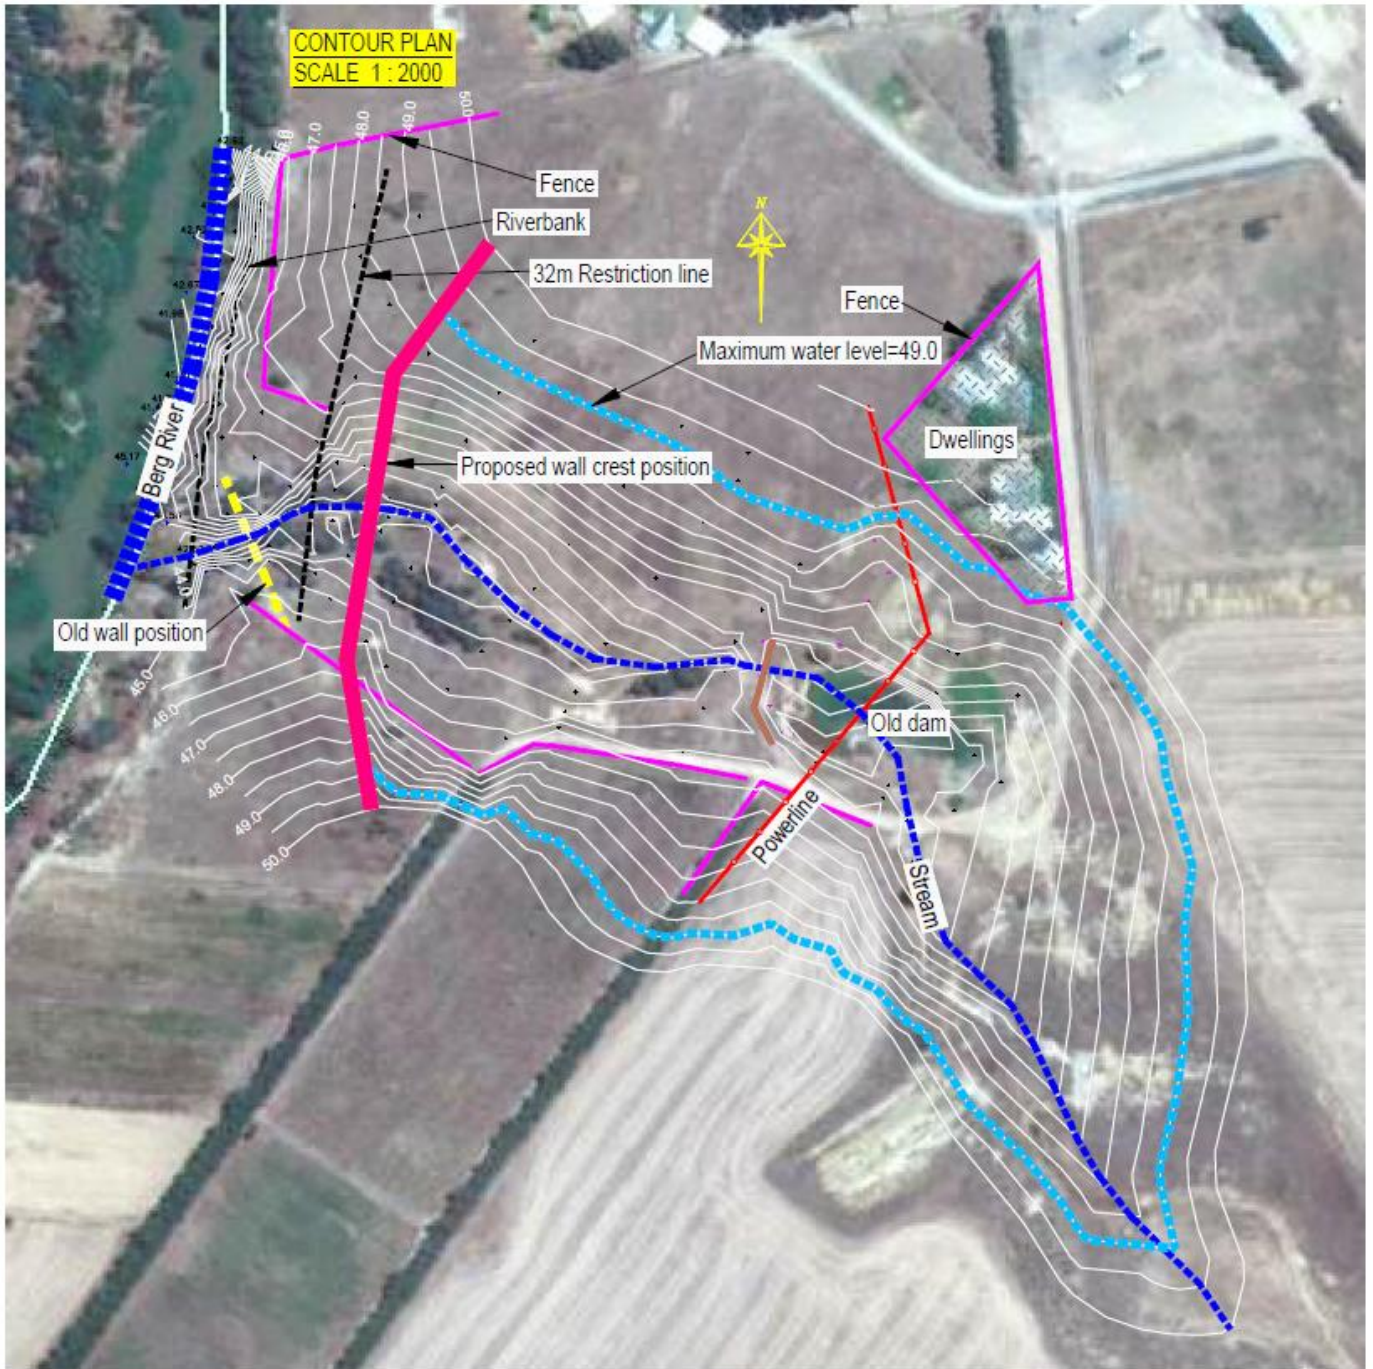 CONTOUR PLAN
SCALE 1 : 2000
47.0
48.0
49.0
50.0
Fence
Riverbank
N
32m Restriction line
Fence
Maximum water level=49.0
Dwellings
Proposed wall crest position
Berg River
Old wall position
45.0
46.0
47.0
48.0
49.0
50.0
Old dam
Powerline
Stream